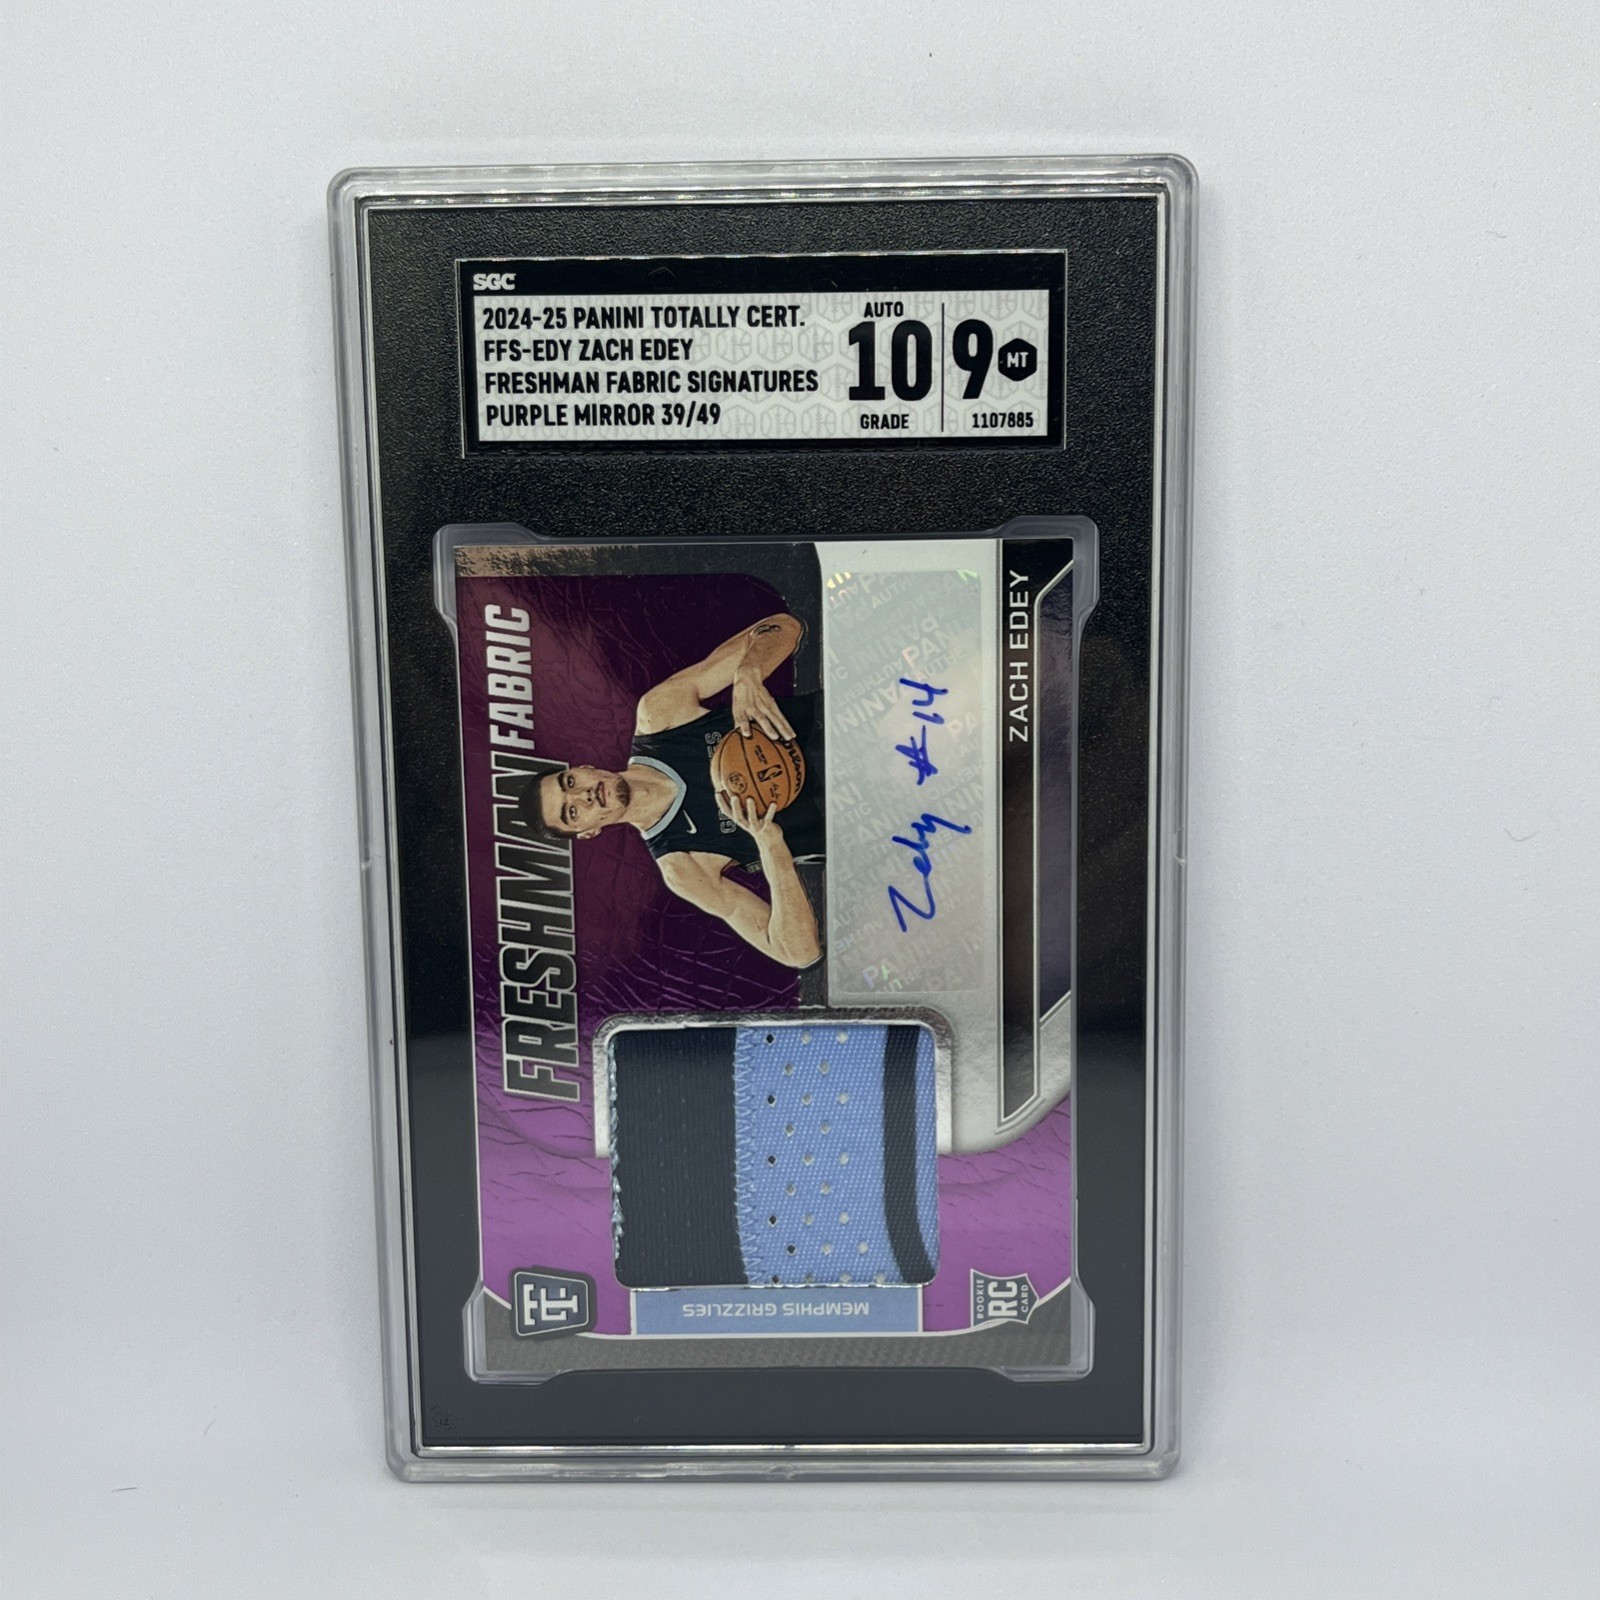 SGC
2024-25 PANINI TOTALLY CERT.
FFS-EDY ZACH EDEY
FRESHMAN FABRIC SIGNATURES
PURPLE MIRROR 39/49
AUTO
10
GRADE
9
MT
1107885
FRESHMAN FABRIC
Zedey #14
ZACH EDEY
MEMPHIS GRIZZLIES
ROOKIE
RC
CARD